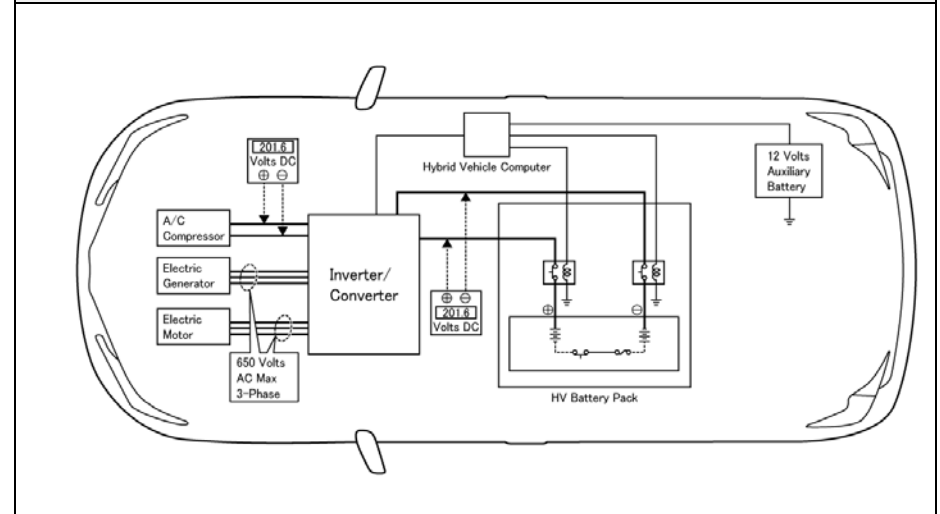 201.6
Volts DC
⊕ ⊖
Hybrid Vehicle Computer
12 Volts
Auxiliary
Battery
A/C
Compressor
Electric
Generator
Electric
Motor
Inverter/
Converter
⊕ ⊖
201.6
Volts DC
650 Volts
AC Max
3-Phase
⊕
⊖
HV Battery Pack